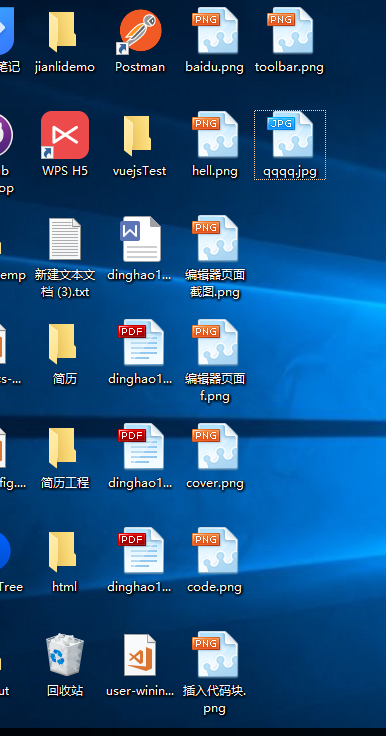 笔记
jianlidemo
Postman
PNG
baidu.png
PNG
toolbar.png
b
op
WPS H5
vuejsTest
PNG
hell.png
JPG
qqqq.jpg
emp
新建文本文
档 (3).txt
W
dinghao1...
PNG
编辑器页面
截图.png
cs-...
简历
PDF
dinghao1...
PNG
编辑器页面
f.png
fig....
简历工程
PDF
dinghao1...
PNG
cover.png
Tree
html
PDF
dinghao1...
PNG
code.png
ut
回收站
user-winin...
PNG
插入代码块.
png